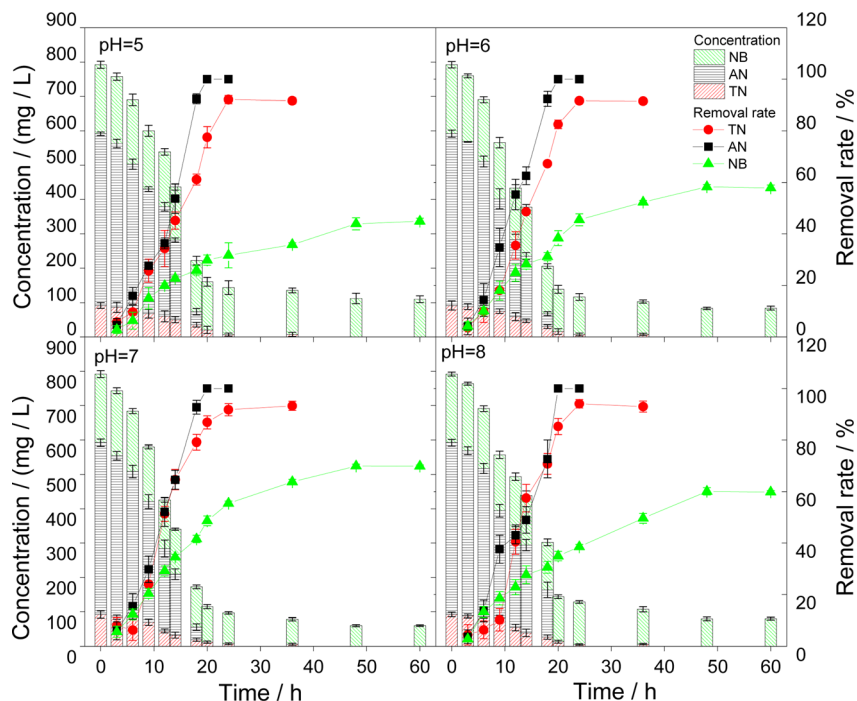 900
800
700
600
500
400
300
200
100
0
Concentration / (mg / L)
pH=5
pH=6
Concentration
NB
AN
TN
Removal rate
TN
AN
NB
120
100
80
60
40
20
0
Removal rate / %
900
800
700
600
500
400
300
200
100
0
Concentration / (mg / L)
pH=7
pH=8
120
100
80
60
40
20
0
Removal rate / %
0 10 20 30 40 50 60
0 10 20 30 40 50 60
Time / h
Time / h